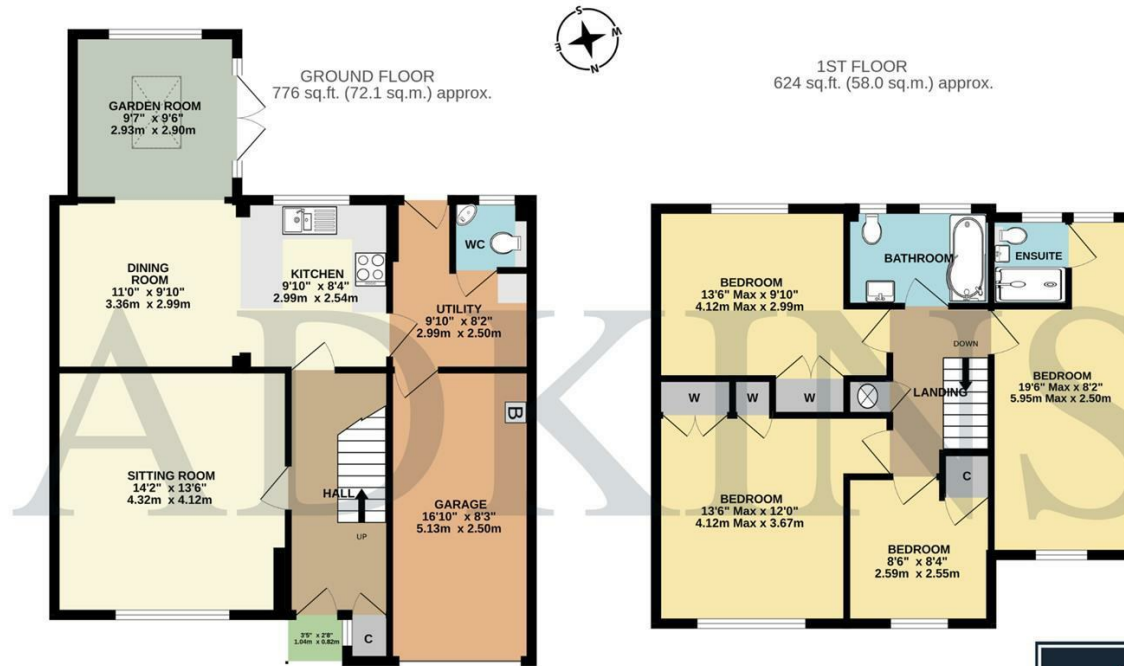 S
W
E
N
GROUND FLOOR
776 sq.ft. (72.1 sq.m.) approx.
1ST FLOOR
624 sq.ft. (58.0 sq.m.) approx.
GARDEN ROOM
9'7" x 9'6"
2.93m x 2.90m
DINING
ROOM
11'0" x 9'10"
3.36m x 2.99m
KITCHEN
9'10" x 8'4"
2.99m x 2.54m
WC
UTILITY
9'10" x 8'2"
2.99m x 2.50m
SITTING ROOM
14'2" x 13'6"
4.32m x 4.12m
HALL
UP
GARAGE
16'10" x 8'3"
5.13m x 2.50m
B
3'5" x 2'8"
1.04m x 0.82m
C
BEDROOM
13'6" Max x 9'10"
4.12m Max x 2.99m
BATHROOM
ENSUITE
DOWN
LANDING
BEDROOM
19'6" Max x 8'2"
5.95m Max x 2.50m
W
W
W
C
BEDROOM
13'6" Max x 12'0"
4.12m Max x 3.67m
BEDROOM
8'6" x 8'4"
2.59m x 2.55m
ADKINS